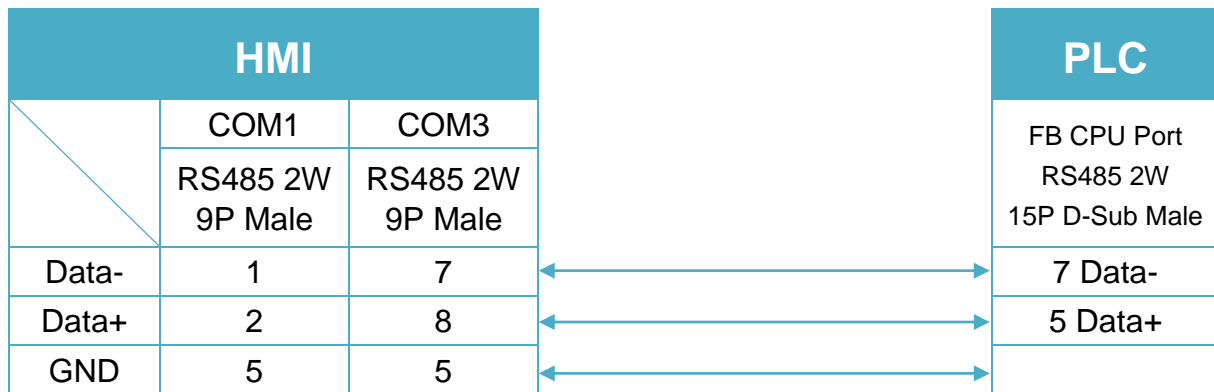 HMI
PLC
COM1 COM3
RS485 2W RS485 2W
9P Male 9P Male
FB CPU Port
RS485 2W
15P D-Sub Male
Data- 1 7 7 Data-
Data+ 2 8 5 Data+
GND 5 5